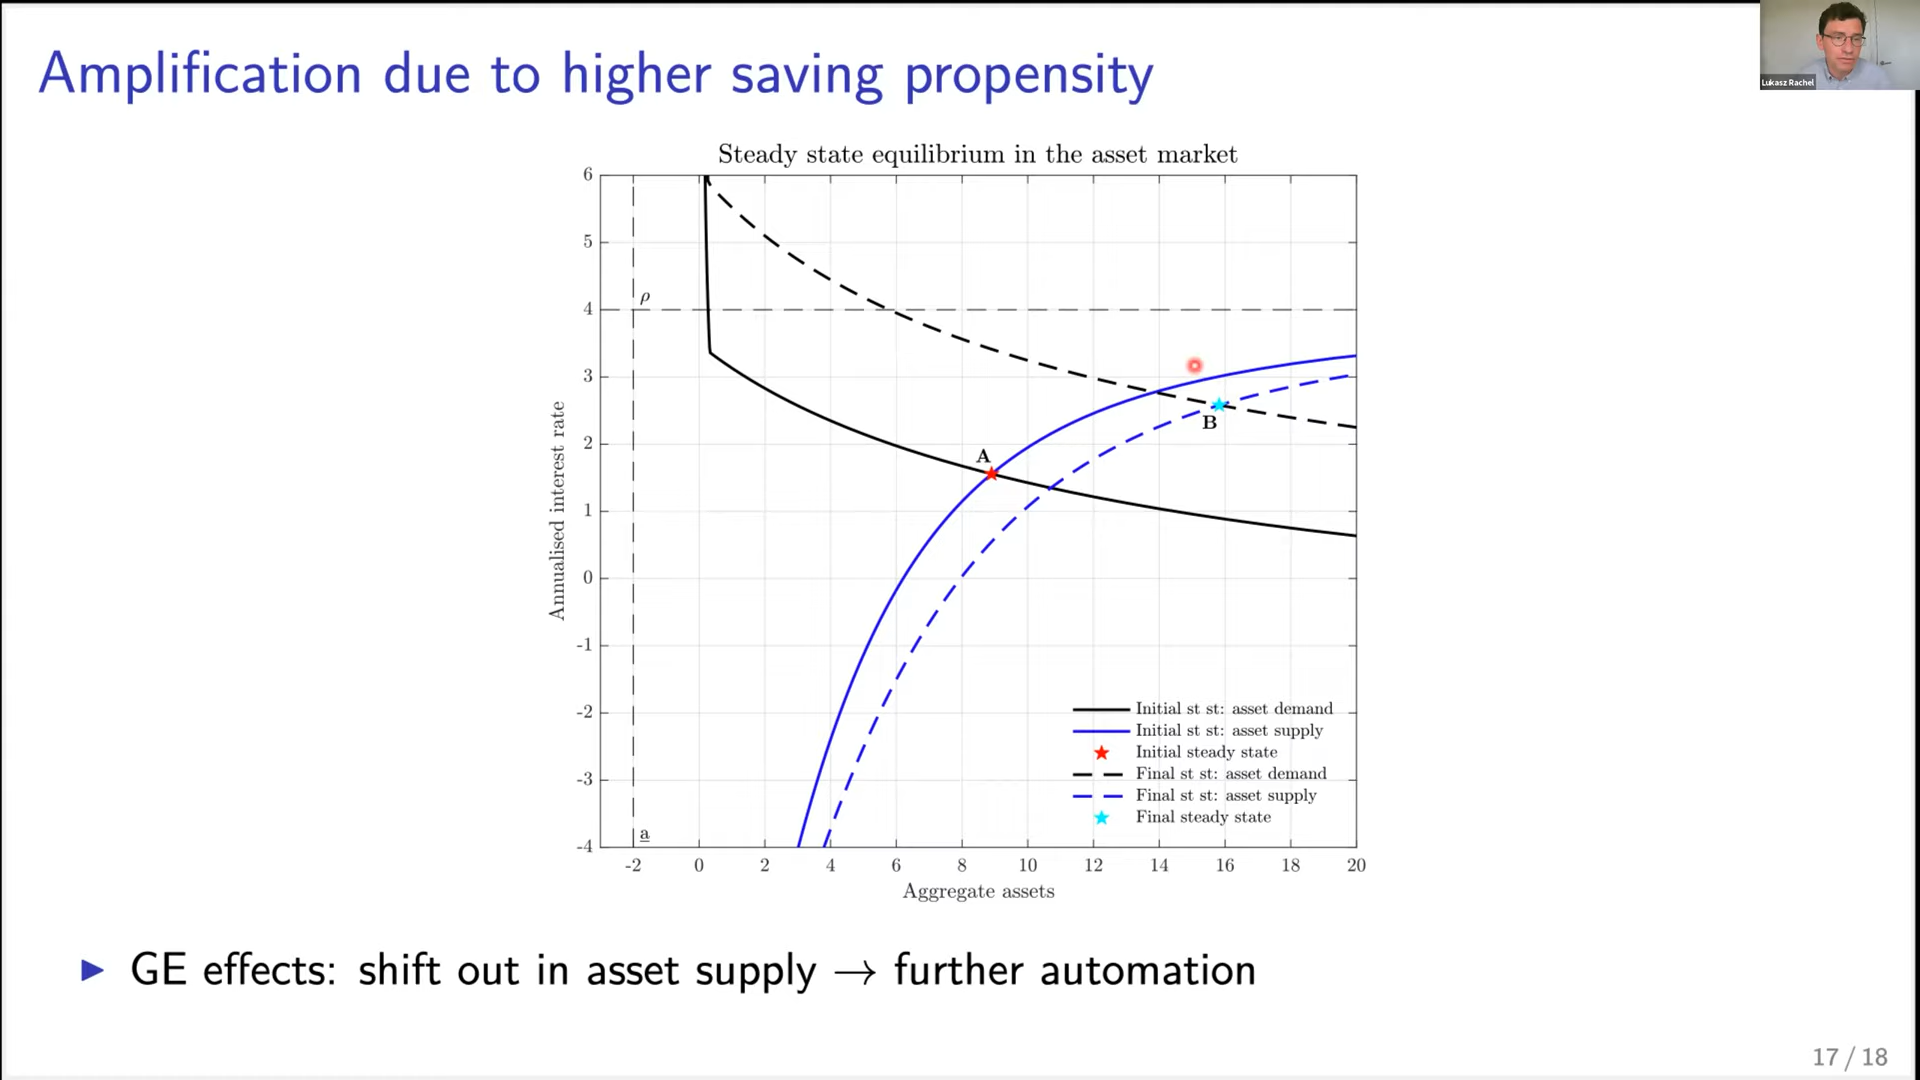 Amplification due to higher saving propensity
Lukasz Rachel
Steady state equilibrium in the asset market
6
5
4
3
2
1
0
-1
-2
-3
-4
Annualised interest rate
ρ
A
B
a
Initial st st: asset demand
Initial st st: asset supply
Initial steady state
Final st st: asset demand
Final st st: asset supply
Final steady state
-2 0 2 4 6 8 10 12 14 16 18 20
Aggregate assets
▶ GE effects: shift out in asset supply → further automation
17 / 18